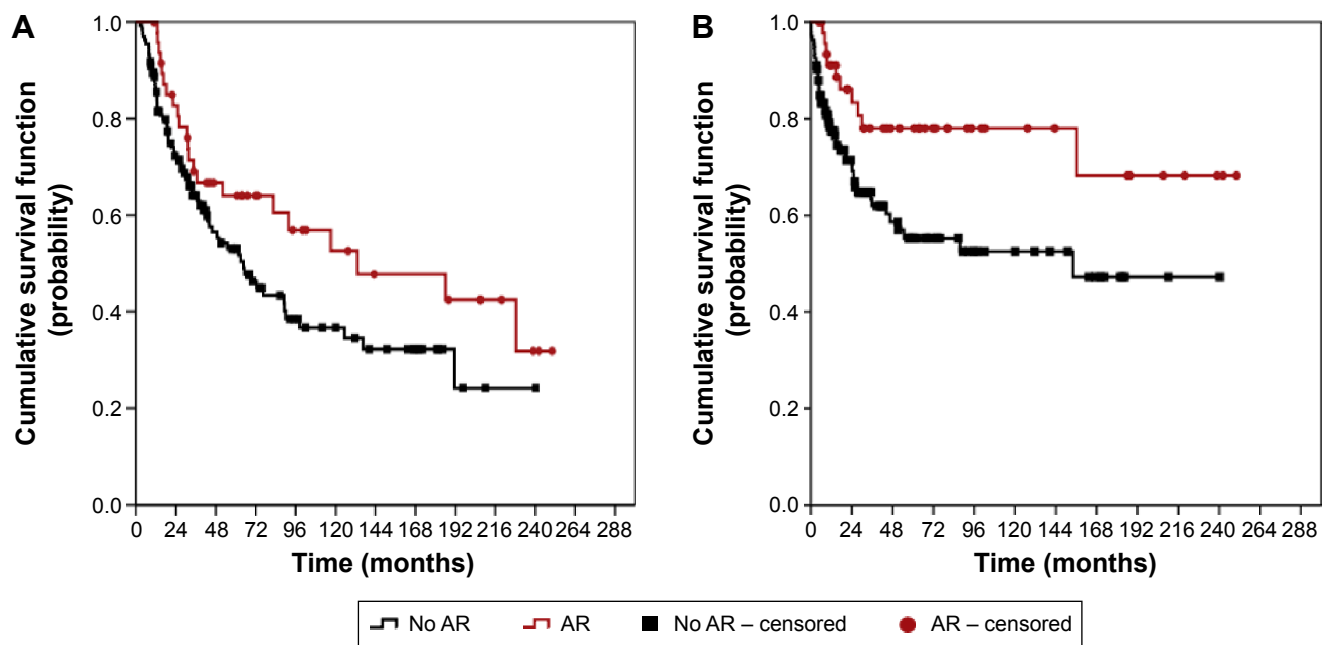 A
Cumulative survival function
(probability)
1.0
0.8
0.6
0.4
0.2
0.0
0 24 48 72 96 120 144 168 192 216 240 264 288
Time (months)
B
Cumulative survival function
(probability)
1.0
0.8
0.6
0.4
0.2
0.0
0 24 48 72 96 120 144 168 192 216 240 264 288
Time (months)
No AR AR No AR – censored AR – censored